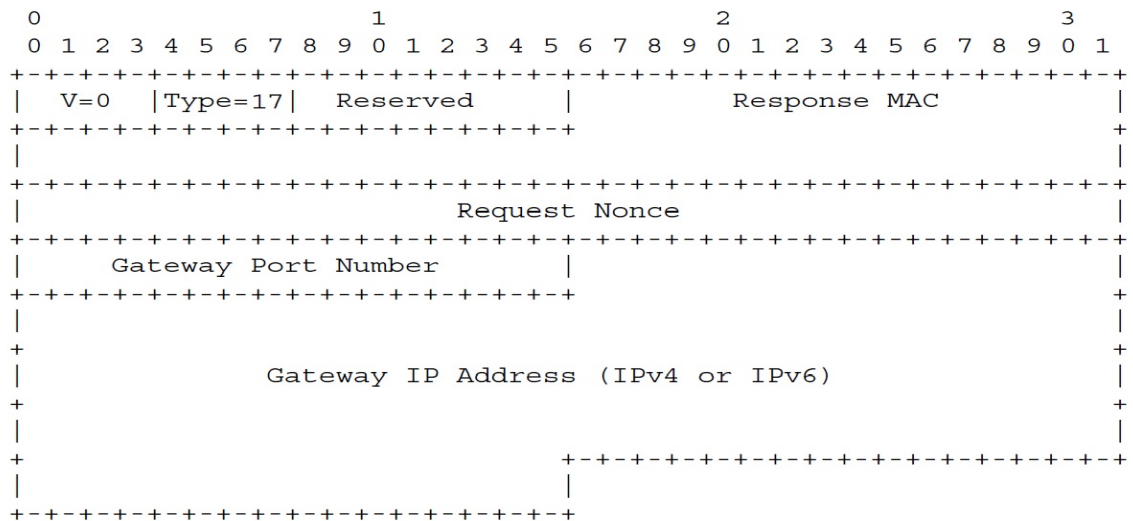 0                   1                   2                   3
 0 1 2 3 4 5 6 7 8 9 0 1 2 3 4 5 6 7 8 9 0 1 2 3 4 5 6 7 8 9 0 1
+-+-+-+-+-+-+-+-+-+-+-+-+-+-+-+-+-+-+-+-+-+-+-+-+-+-+-+-+-+-+-+-+
|  V=0  |Type=17|  Reserved     |         Response MAC          |
+-+-+-+-+-+-+-+-+-+-+-+-+-+-+-+-+                               +
|                                                               |
+-+-+-+-+-+-+-+-+-+-+-+-+-+-+-+-+-+-+-+-+-+-+-+-+-+-+-+-+-+-+-+-+
|                         Request Nonce                         |
+-+-+-+-+-+-+-+-+-+-+-+-+-+-+-+-+-+-+-+-+-+-+-+-+-+-+-+-+-+-+-+-+
|     Gateway Port Number       |                               |
+-+-+-+-+-+-+-+-+-+-+-+-+-+-+-+-+                               +
|                                                               |
+                                                               +
|              Gateway IP Address (IPv4 or IPv6)                |
+                                                               +
|                                                               |
+                               +-+-+-+-+-+-+-+-+-+-+-+-+-+-+-+-+
|                               |
+-+-+-+-+-+-+-+-+-+-+-+-+-+-+-+-+